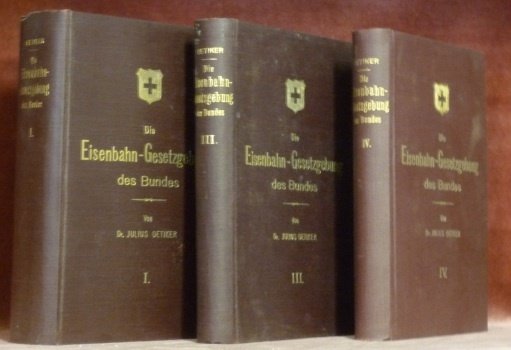 OETIKER
Die
Eisenbahn-
Gesetzgebung
des Bundes
I.
Die
Eisenbahn-Gesetzgebung
des Bundes
Von
Dr. JULIUS OETIKER
I.
OETIKER
Die
Eisenbahn-
Gesetzgebung
des Bundes
III.
Die
Eisenbahn-Gesetzgebung
des Bundes
Von
Dr. JULIUS OETIKER
III.
OETIKER
Die
Eisenbahn-
Gesetzgebung
des Bundes
IV.
Die
Eisenbahn-Gesetzgebung
des Bundes
Von
Dr. JULIUS OETIKER
IV.